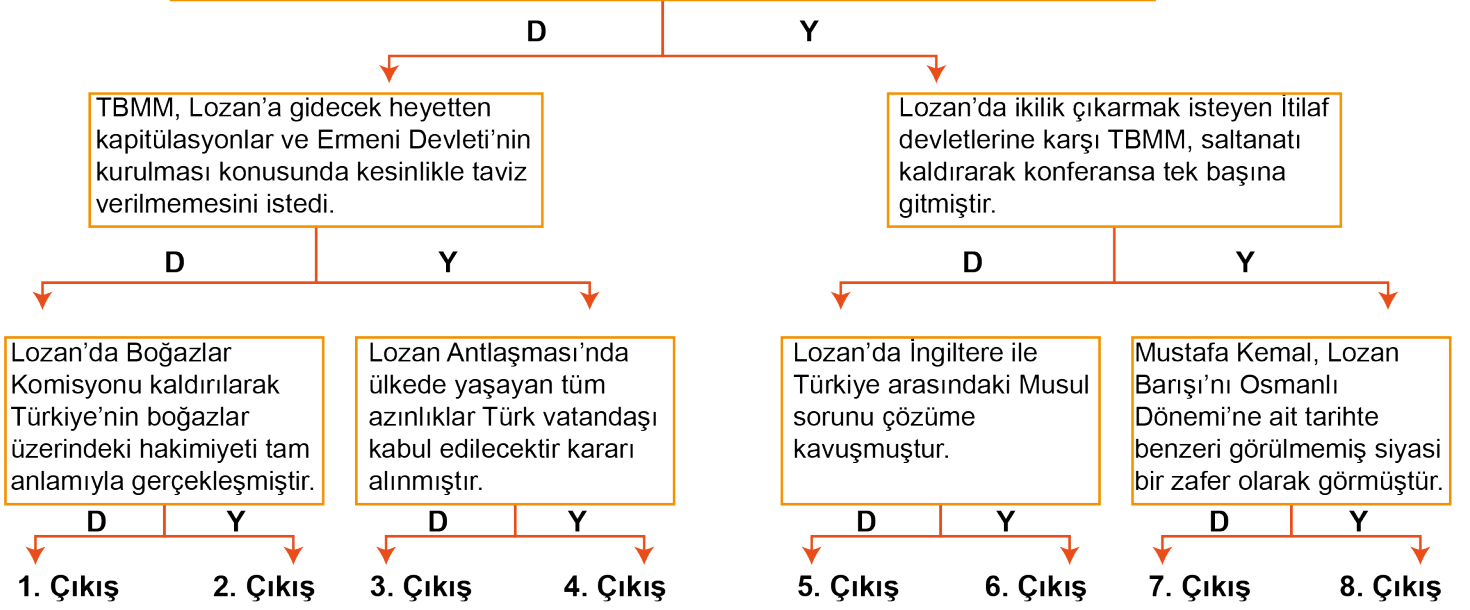 D
Y
TBMM, Lozan’a gidecek heyetten
kapitülasyonlar ve Ermeni Devleti’nin
kurulması konusunda kesinlikle taviz
verilmemesini istedi.
Lozan’da ikilik çıkarmak isteyen İtilaf
devletlerine karşı TBMM, saltanatı
kaldırarak konferansa tek başına
gitmiştir.
D
Y
D
Y
Lozan’da Boğazlar
Komisyonu kaldırılarak
Türkiye’nin boğazlar
üzerindeki hakimiyeti tam
anlamıyla gerçekleşmiştir.
Lozan Antlaşması’nda
ülkede yaşayan tüm
azınlıklar Türk vatandaşı
kabul edilecektir kararı
alınmıştır.
Lozan’da İngiltere ile
Türkiye arasındaki Musul
sorunu çözüme
kavuşmuştur.
Mustafa Kemal, Lozan
Barışı’nı Osmanlı
Dönemi’ne ait tarihte
benzeri görülmemiş siyasi
bir zafer olarak görmüştür.
D
Y
D
Y
D
Y
D
Y
1. Çıkış
2. Çıkış
3. Çıkış
4. Çıkış
5. Çıkış
6. Çıkış
7. Çıkış
8. Çıkış